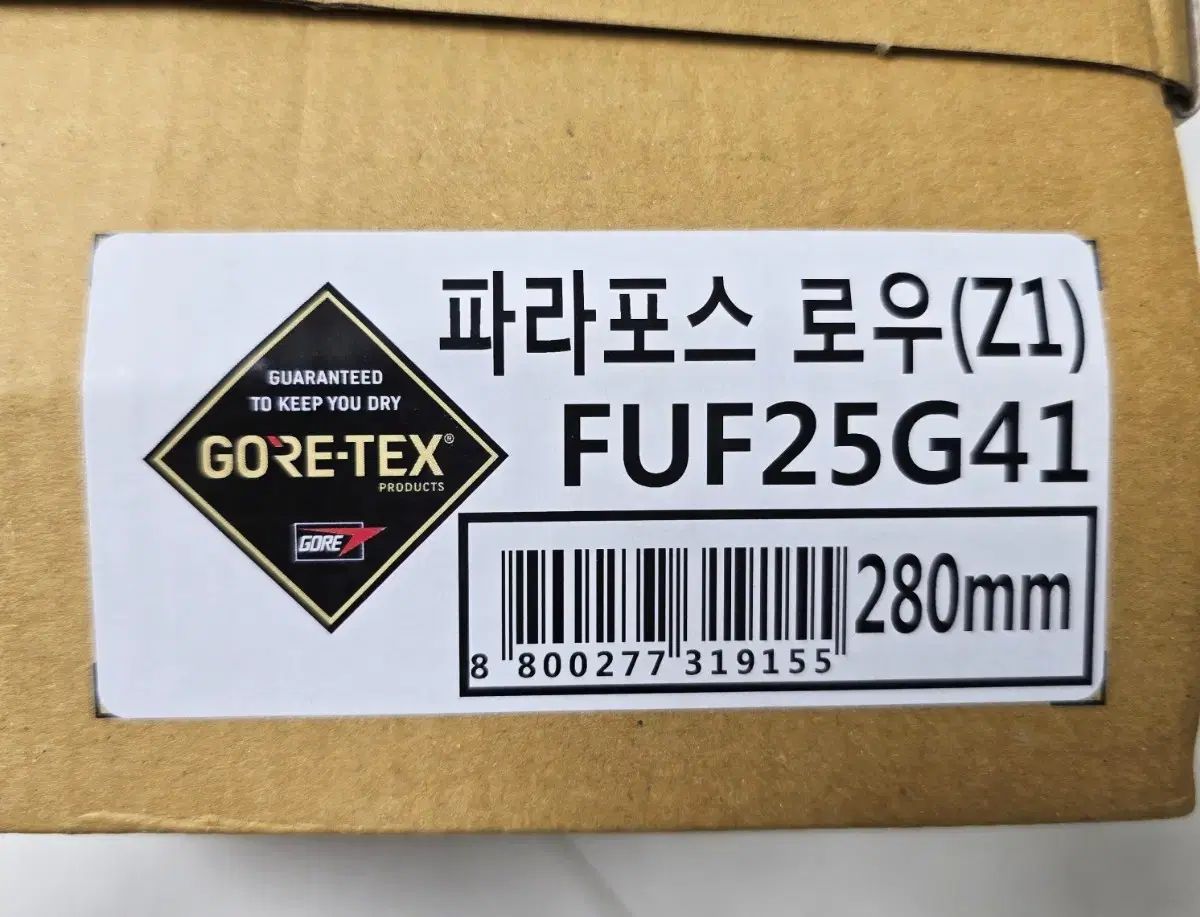 파라포스 로우(Z1)
FUF25G41
GUARANTEED
TO KEEP YOU DRY
GORE-TEX®
PRODUCTS
GORE
280mm
8 800277 319155